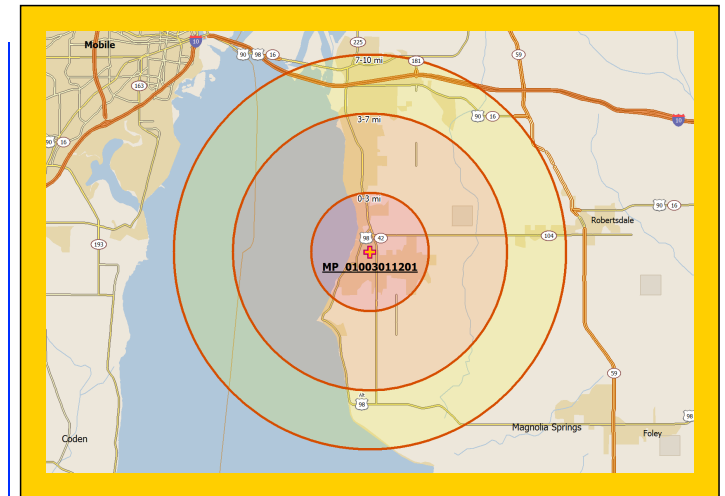 225
Mobile
10
90 98 16
59
7-10 mi
181
163
10
90 16
3-7 mi
90 16
0-3 mi
90 16
Robertsdale
98 42
104
193
MP_01003011201
59
Alt
98
98
Magnolia Springs
Foley
Coden